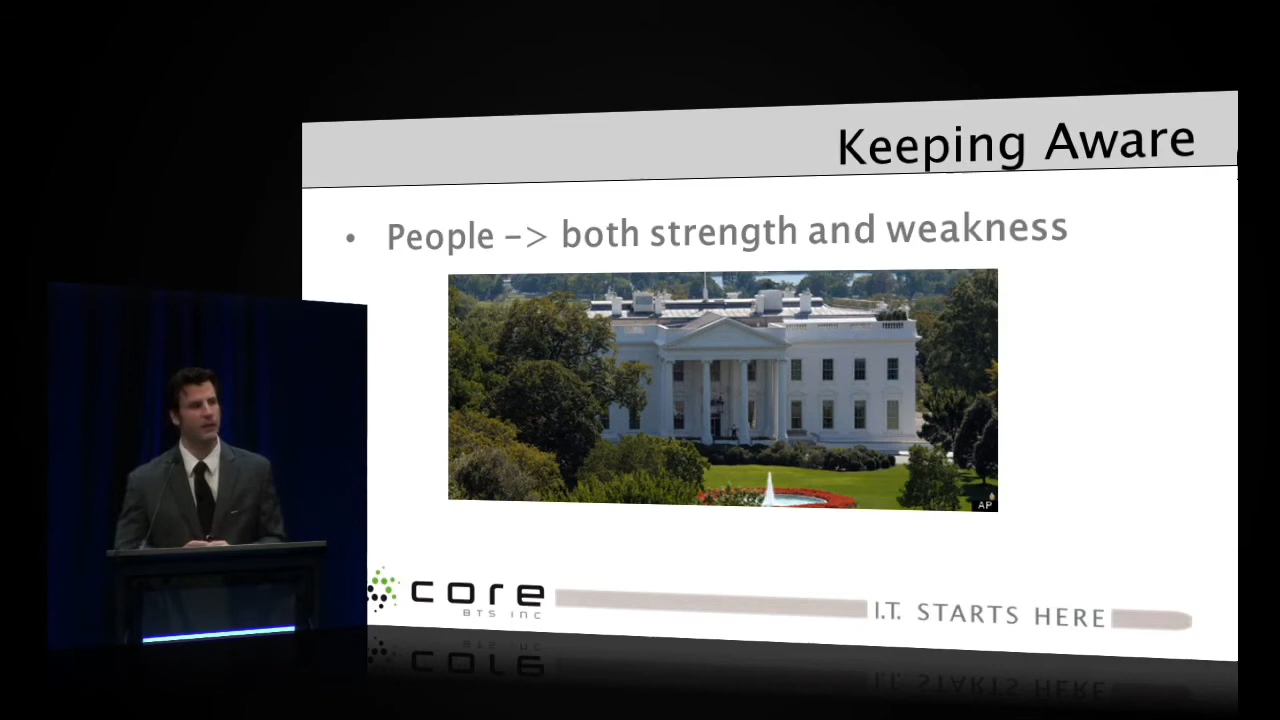 Keeping Aware
• People -> both strength and weakness
AP
core
BTS INC
I.T. STARTS HERE